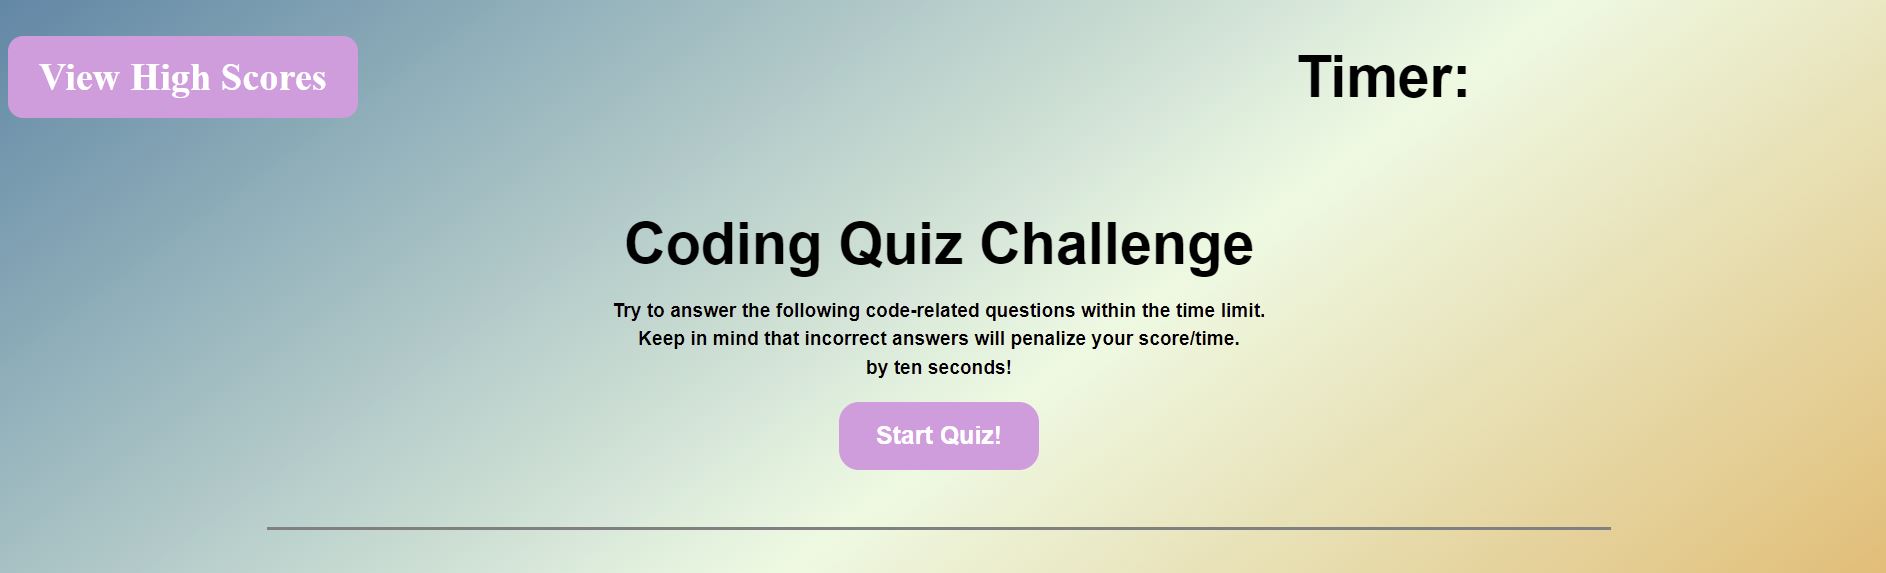 View High Scores
Timer:
Coding Quiz Challenge
Try to answer the following code-related questions within the time limit.
Keep in mind that incorrect answers will penalize your score/time.
by ten seconds!
Start Quiz!